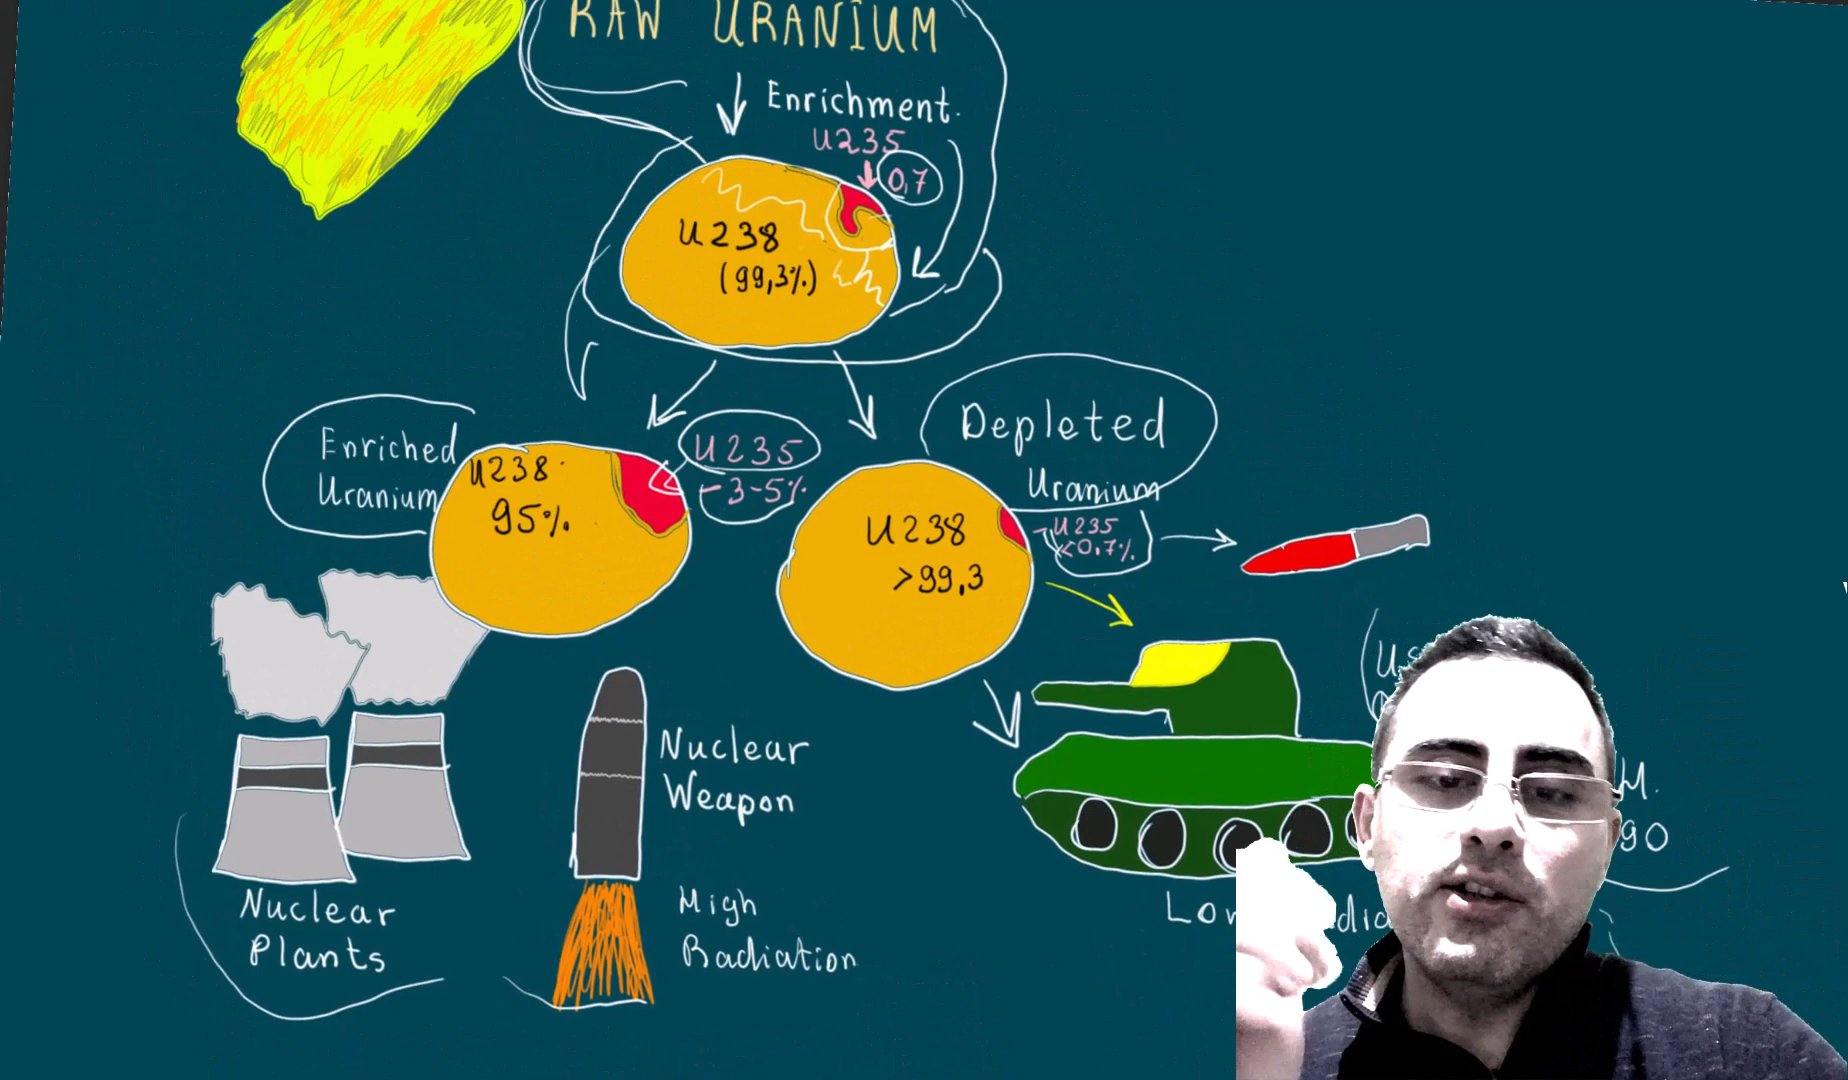 RAW URANIUM
Enrichment.
U235
0,7
U238
(99,3%)
Enriched
Uranium
U238
95%
U235
-3-5%
Depleted
Uranium
U238
>99,3
-U235
<0.7%
Nuclear
Weapon
Nuclear
Plants
High
Radiation
90